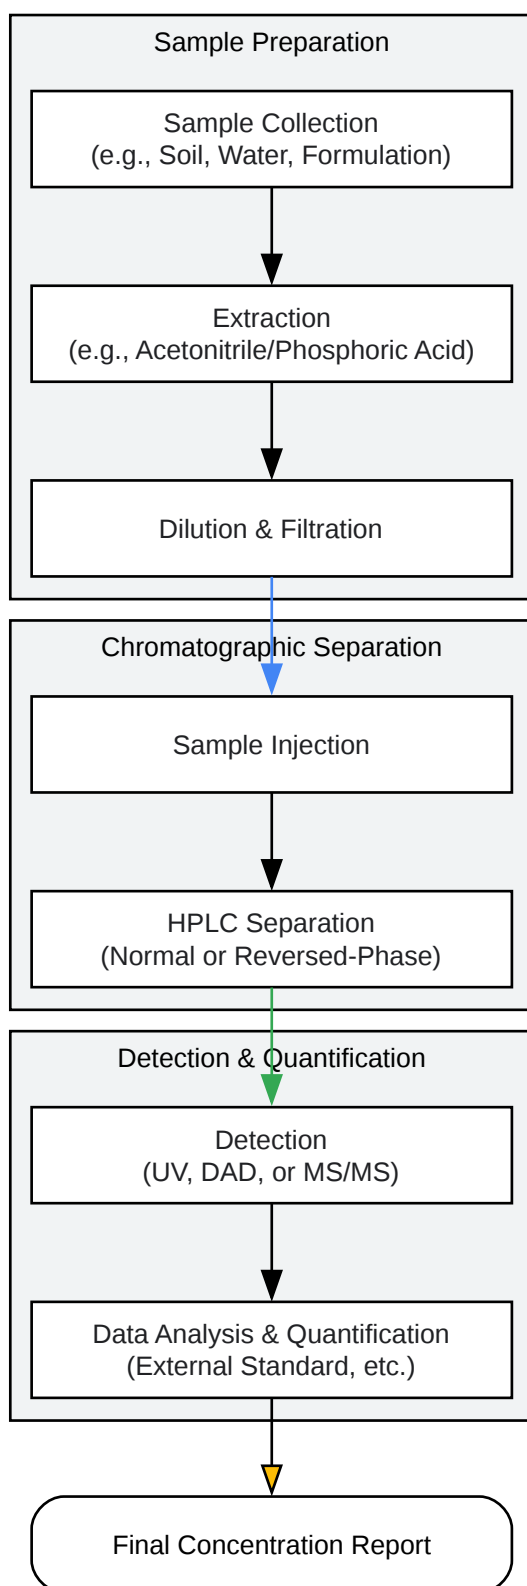 Sample Preparation
Sample Collection
(e.g., Soil, Water, Formulation)
Extraction
(e.g., Acetonitrile/Phosphoric Acid)
Dilution & Filtration
Chromatographic Separation
Sample Injection
HPLC Separation
(Normal or Reversed-Phase)
Detection & Quantification
Detection
(UV, DAD, or MS/MS)
Data Analysis & Quantification
(External Standard, etc.)
Final Concentration Report